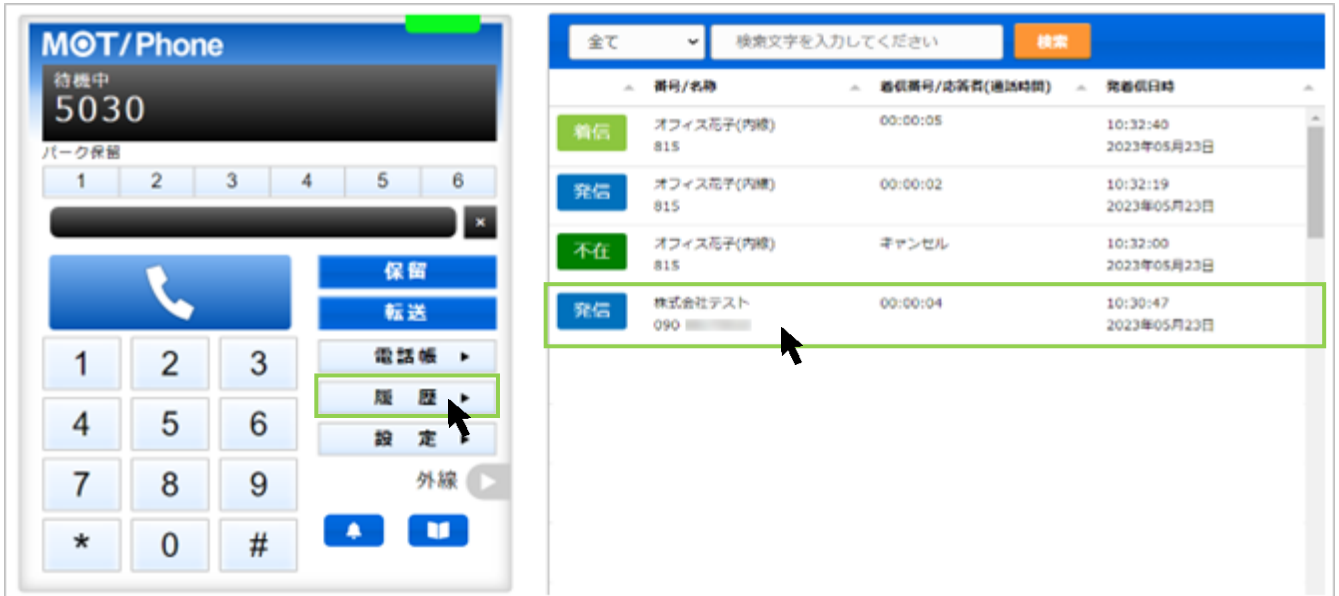 MOT/Phone
待機中
5030
パーク保留
1 2 3 4 5 6
×
保留
転送
1 2 3
電話帳
履 歴
4 5 6
設 定
7 8 9
外線
* 0 #
全て
検索文字を入力してください
検索
番号/名称 着信番号/応答者(通話時間) 発着信日時
着信 オフィス花子(内線) 00:00:05 10:32:40
815 2023年05月23日
発信 オフィス花子(内線) 00:00:02 10:32:19
815 2023年05月23日
不在 オフィス花子(内線) キャンセル 10:32:00
815 2023年05月23日
発信 株式会社テスト 00:00:04 10:30:47
090 2023年05月23日